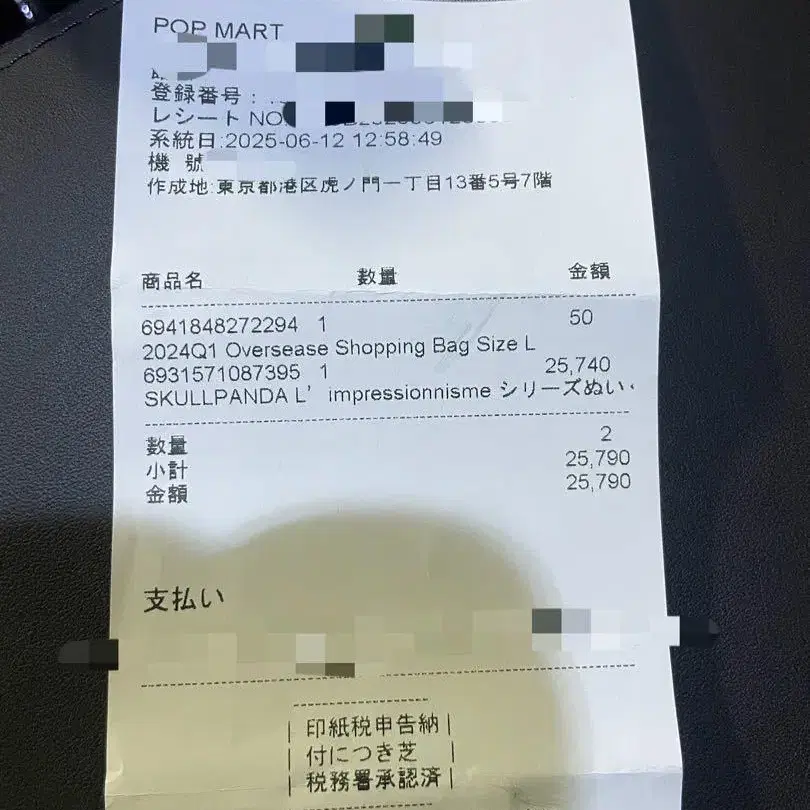 POP MART
登録番号:
レシート NO.
系統日:2025-06-12 12:58:49
機 號
作成地:東京都港区虎ノ門一丁目13番5号7階
商品名 数量 金額
6941848272294 1 50
2024Q1 Oversease Shopping Bag Size L
6931571087395 1 25,740
SKULLPANDA L' impressionnisme シリーズぬい
数量 2
小計 25,790
金額 25,790
支払い
印紙税申告納
付につき芝
税務署承認済